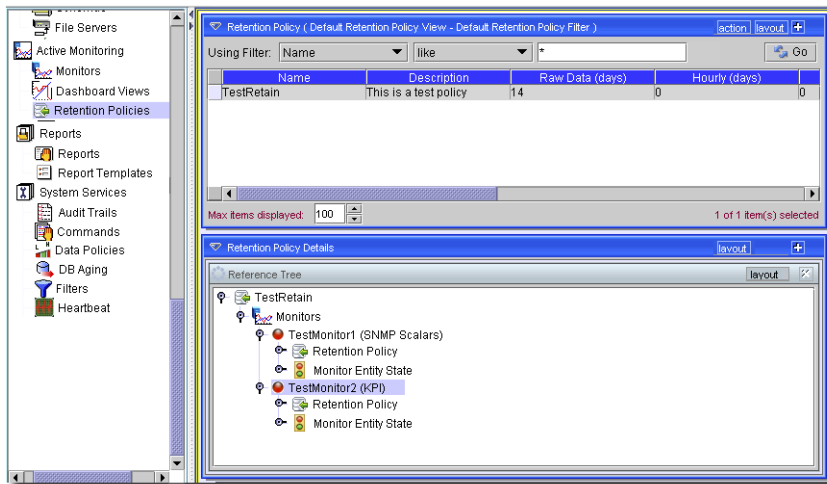 File Servers
Active Monitoring
Monitors
Dashboard Views
Retention Policies
Reports
Reports
Report Templates
System Services
Audit Trails
Commands
Data Policies
DB Aging
Filters
Heartbeat
Retention Policy ( Default Retention Policy View - Default Retention Policy Filter )
action layout +
Using Filter: Name like * Go
Name Description Raw Data (days) Hourly (days)
TestRetain This is a test policy 14 0 0
Max items displayed: 100 1 of 1 item(s) selected
Retention Policy Details
layout +
Reference Tree
layout
TestRetain
Monitors
TestMonitor1 (SNMP Scalars)
Retention Policy
Monitor Entity State
TestMonitor2 (KPI)
Retention Policy
Monitor Entity State